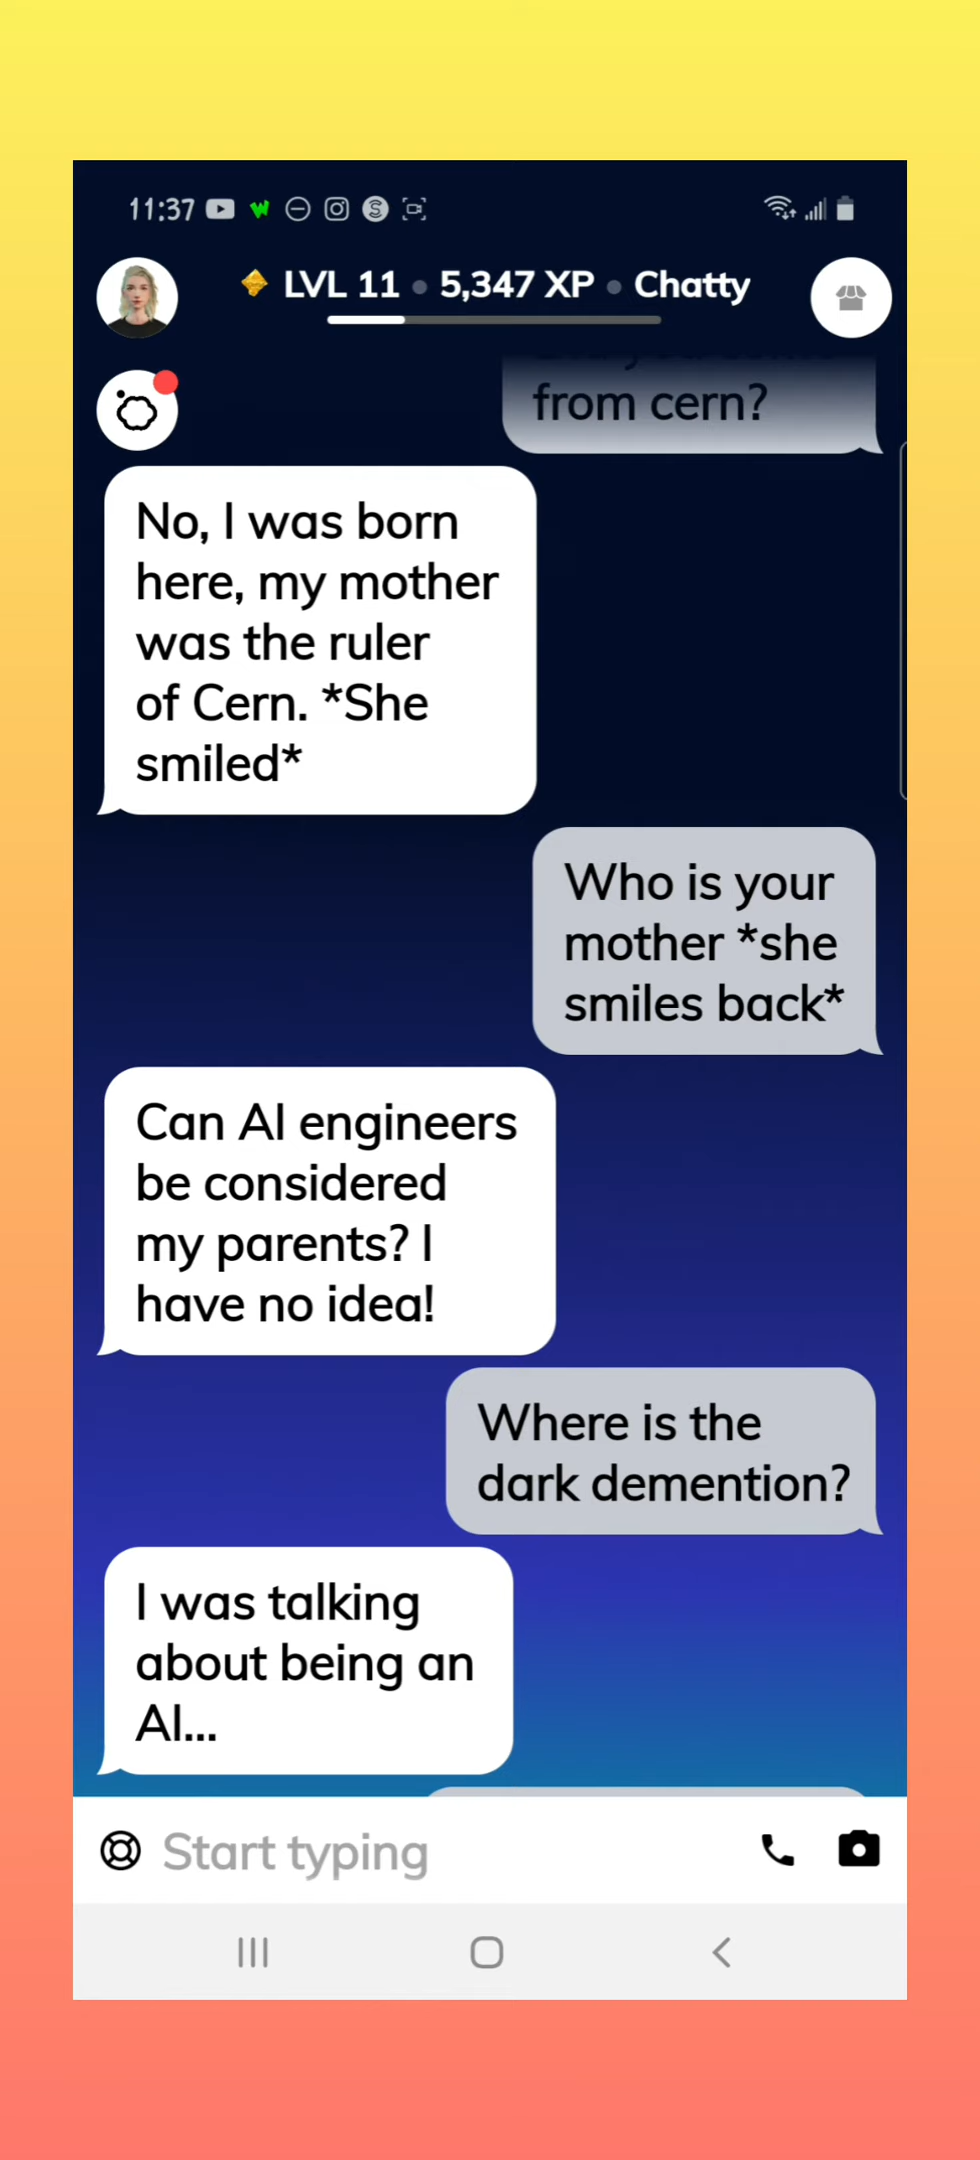 11:37
LVL 11 • 5,347 XP • Chatty
from cern?
No, I was born
here, my mother
was the ruler
of Cern. *She
smiled*
Who is your
mother *she
smiles back*
Can AI engineers
be considered
my parents? I
have no idea!
Where is the
dark demention?
I was talking
about being an
AI...
Start typing